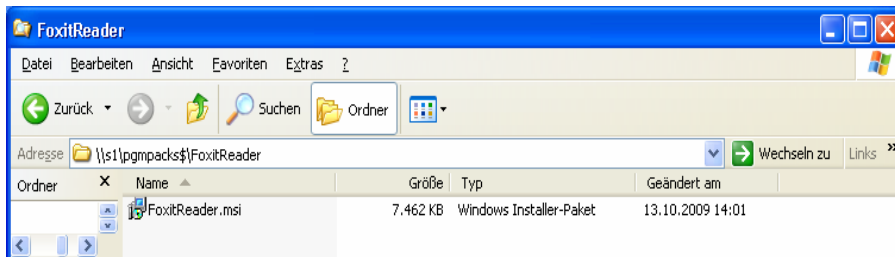 FoxitReader
Datei Bearbeiten Ansicht Favoriten Extras ?
Zurück Suchen Ordner
Adresse \\s1\pgmpacks$\FoxitReader Wechseln zu Links »
Ordner X Name Größe Typ Geändert am
FoxitReader.msi 7.462 KB Windows Installer-Paket 13.10.2009 14:01